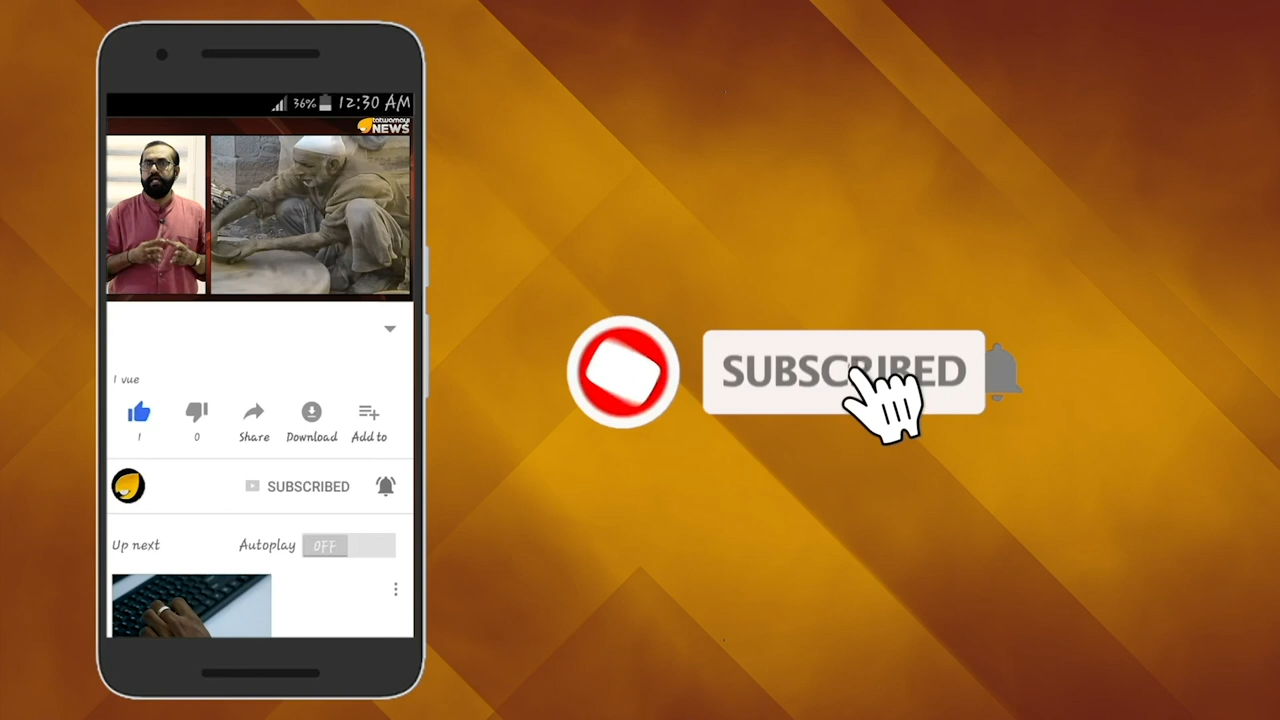 36% 12:30 AM
tatwamayi
NEWS
1 vue
1
0
Share
Download
Add to
SUBSCRIBED
Up next
Autoplay
OFF
SUBSCRIBED